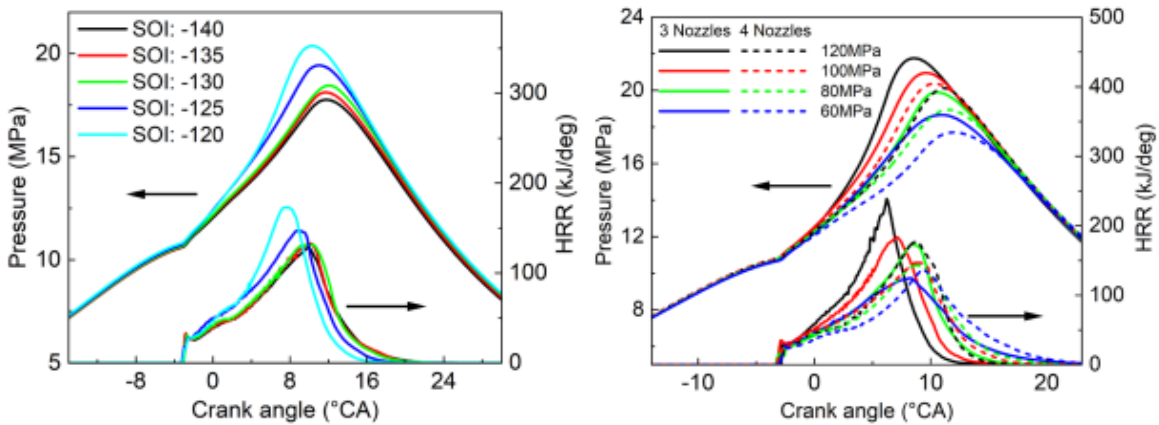 SOI: -140
SOI: -135
SOI: -130
SOI: -125
SOI: -120
20
15
10
5
Pressure (MPa)
300
200
100
0
HRR (kJ/deg)
-8 0 8 16 24
Crank angle (°CA)
3 Nozzles 4 Nozzles
120MPa
100MPa
80MPa
60MPa
24
20
16
12
8
Pressure (MPa)
500
400
300
200
100
0
HRR (kJ/deg)
-10 0 10 20
Crank angle (°CA)